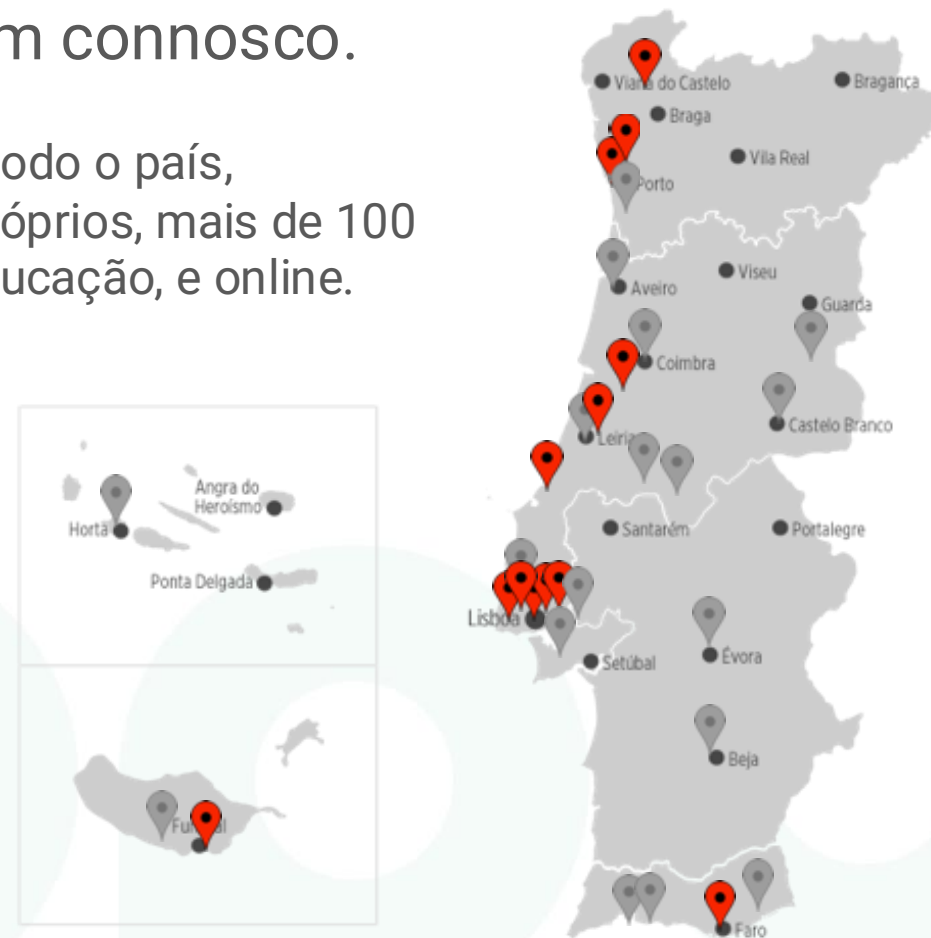 m connosco.
odo o país,
óprios, mais de 100
ucação, e online.
Viana do Castelo
Bragança
Braga
Vila Real
Porto
Viseu
Aveiro
Guarda
Coimbra
Castelo Branco
Leiria
Angra do
Heroísmo
Horta
Santarém
Portalegre
Ponta Delgada
Lisboa
Évora
Setúbal
Beja
Funchal
Faro